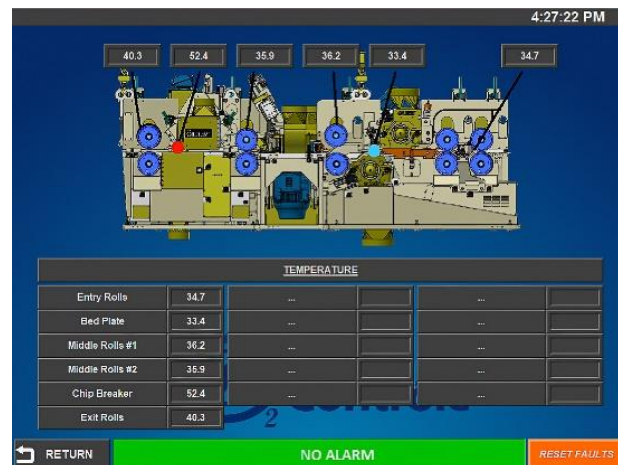 4:27:22 PM
40.3 52.4 35.9 36.2 33.4 34.7
TEMPERATURE
Entry Rolls 34.7 ... ...
Bed Plate 33.4 ... ...
Middle Rolls #1 36.2 ... ...
Middle Rolls #2 35.9 ... ...
Chip Breaker 52.4 ... ...
Exit Rolls 40.3
2
RETURN NO ALARM RESET FAULTS